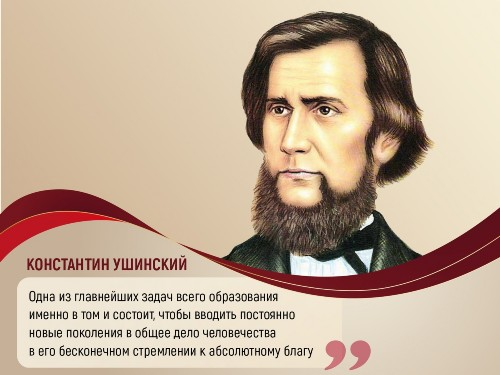 КОНСТАНТИН УШИНСКИЙ
Одна из главнейших задач всего образования
именно в том и состоит, чтобы вводить постоянно
новые поколения в общее дело человечества
в его бесконечном стремлении к абсолютному благу